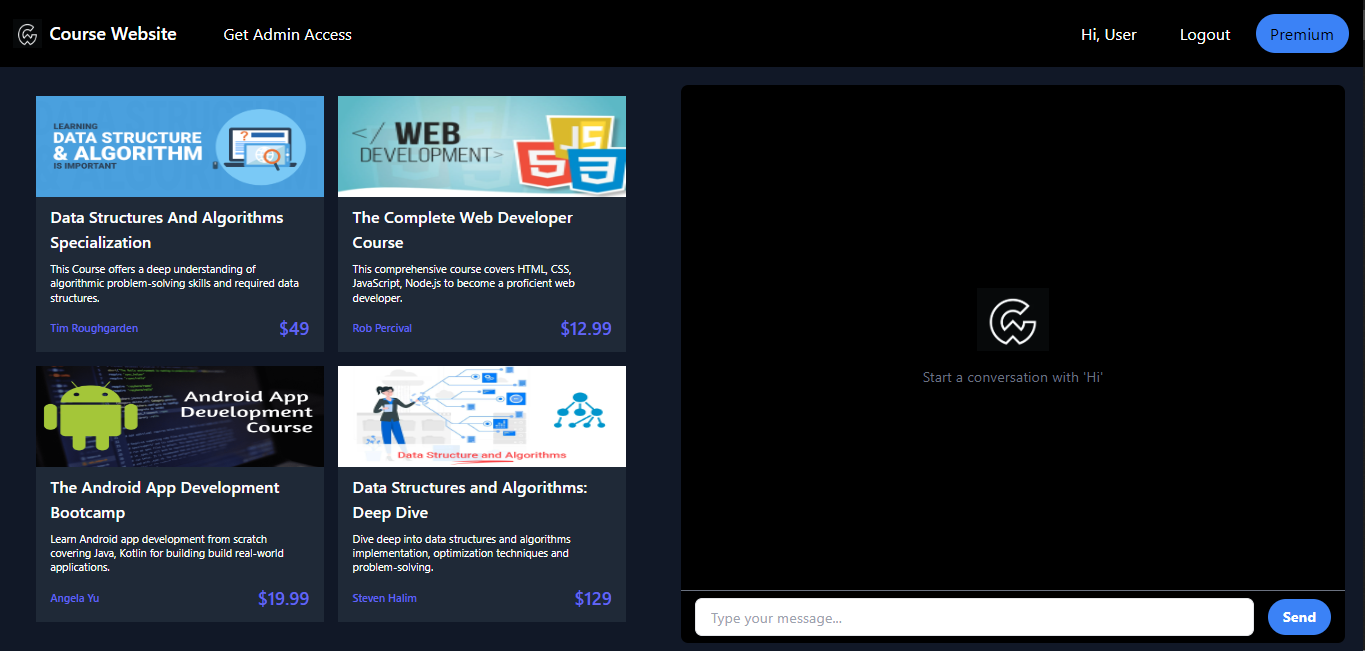 Course Website
Get Admin Access
Hi, User
Logout
Premium
LEARNING
DATA STRUCTURE
& ALGORITHM
IS IMPORTANT
Data Structures And Algorithms
Specialization
This Course offers a deep understanding of
algorithmic problem-solving skills and required data
structures.
Tim Roughgarden
$49
</ WEB
DEVELOPMENT>
JS
5
3
The Complete Web Developer
Course
This comprehensive course covers HTML, CSS,
JavaScript, Node.js to become a proficient web
developer.
Rob Percival
$12.99
Android App
Development
Course
The Android App Development
Bootcamp
Learn Android app development from scratch
covering Java, Kotlin for building build real-world
applications.
Angela Yu
$19.99
Data Structure and Algorithms
Data Structures and Algorithms:
Deep Dive
Dive deep into data structures and algorithms
implementation, optimization techniques and
problem-solving.
Steven Halim
$129
Start a conversation with 'Hi'
Type your message...
Send